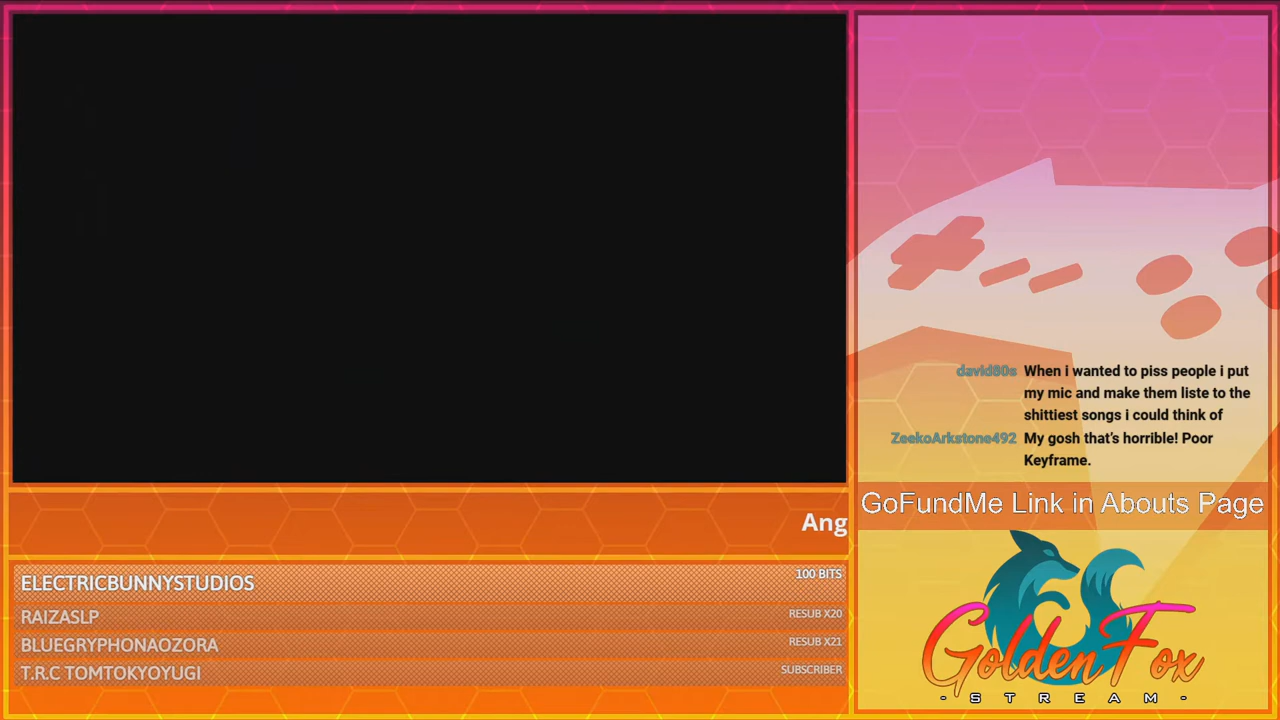 david80s When i wanted to piss people i put
my mic and make them liste to the
shittiest songs i could think of
ZeekoArkstone492 My gosh that's horrible! Poor
Keyframe.
GoFundMe Link in Abouts Page
Ang
ELECTRICBUNNYSTUDIOS 100 BITS
RAIZASLP RESUB X20
BLUEGRYPHONAOZORA RESUB X21
T.R.C TOMTOKYOYUGI SUBSCRIBER
GS
GoldenFox
- STREAM -